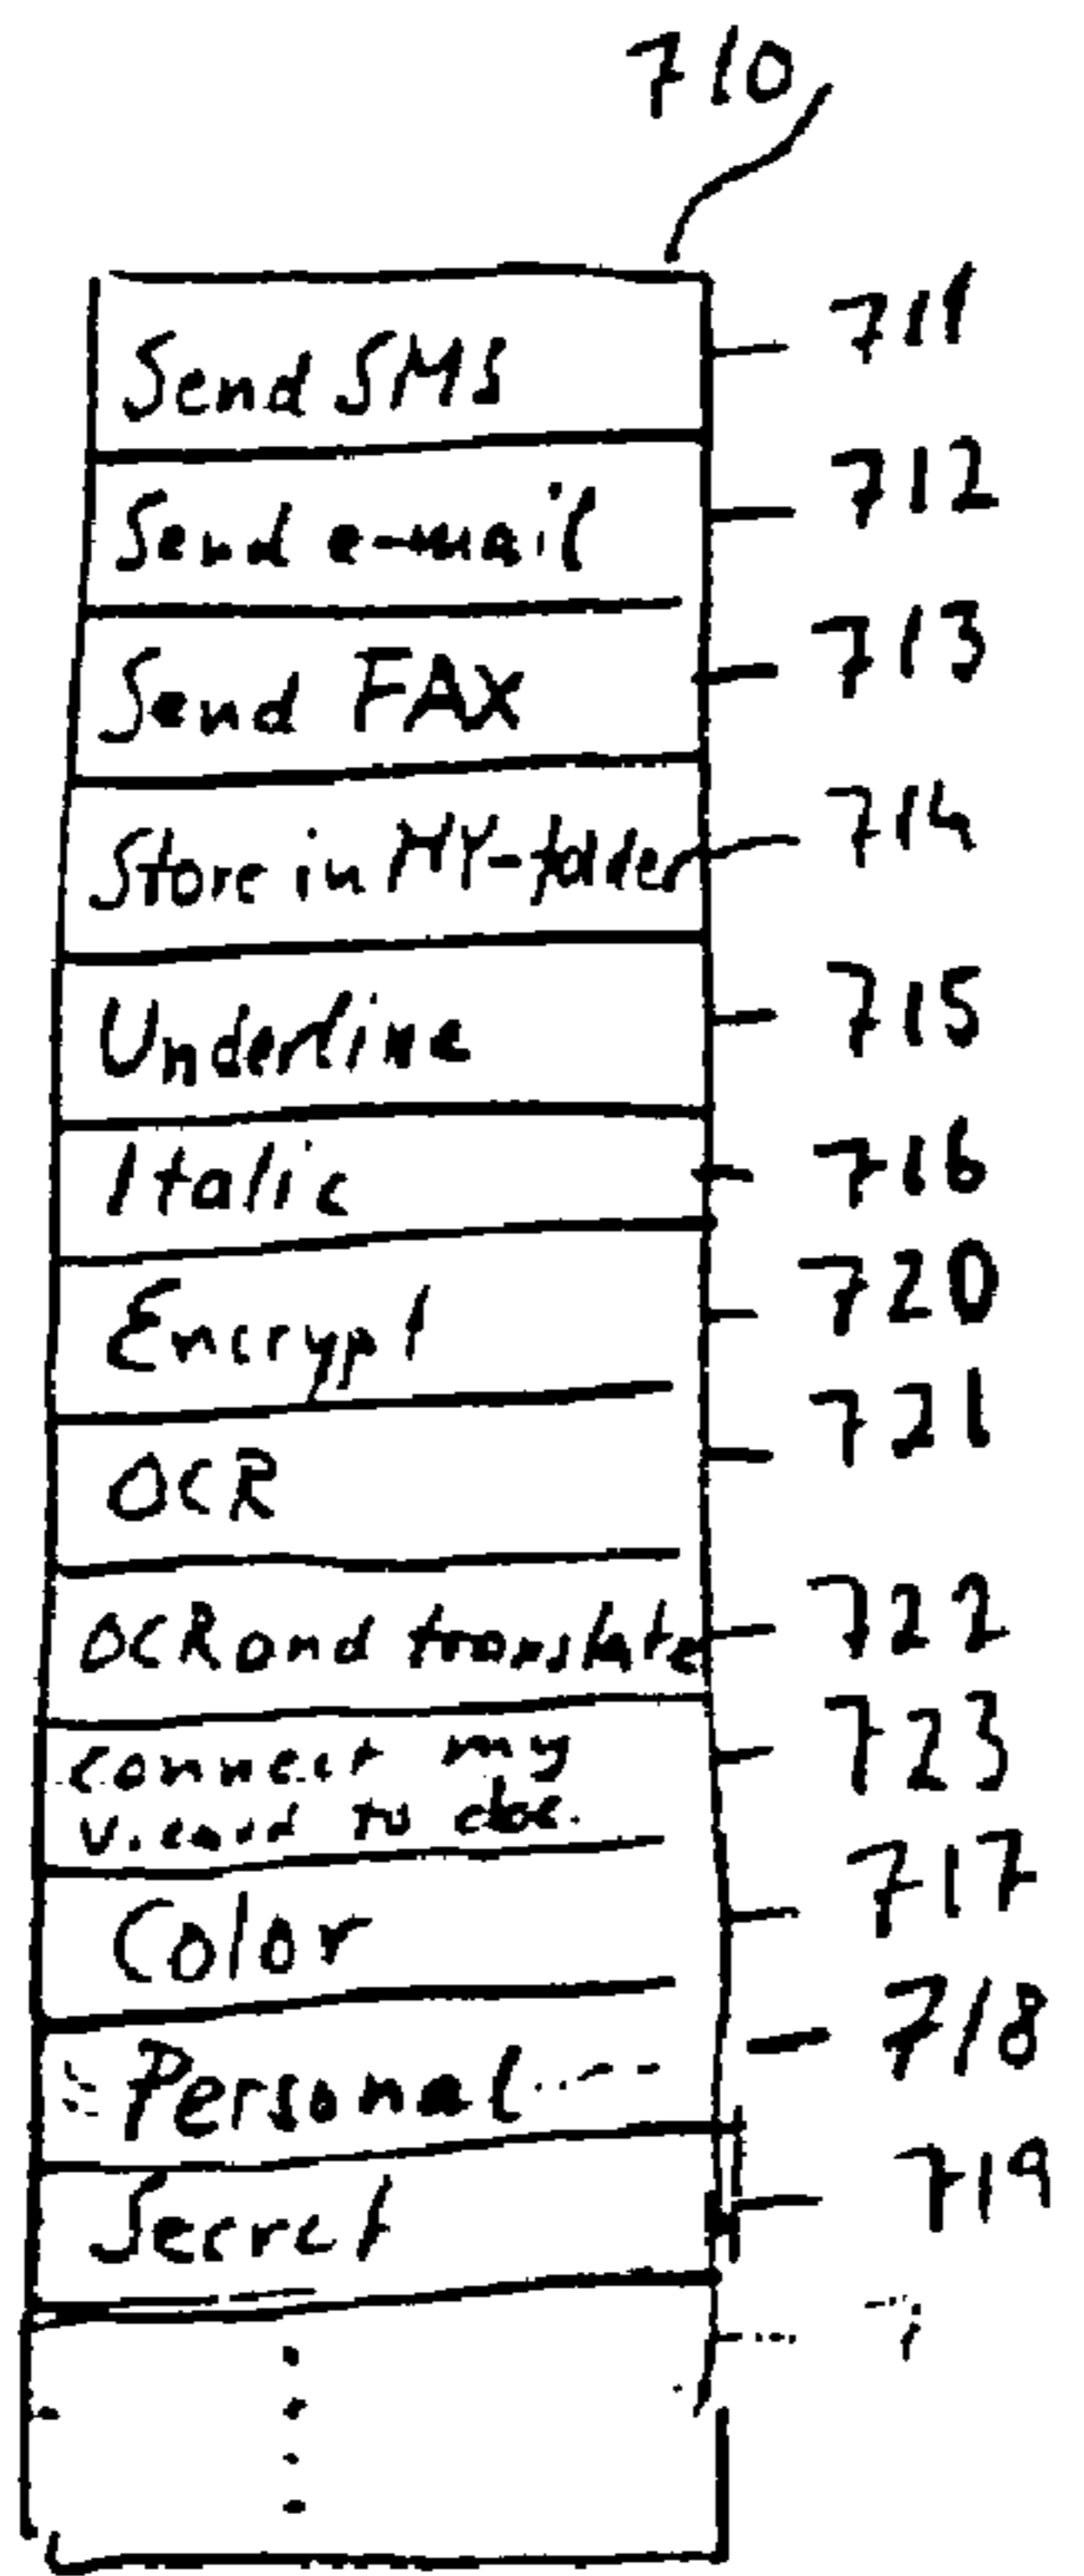 710
Send SMS 711
Send e-mail 712
Send FAX 713
Store in MY-folder 714
Underline 715
Italic 716
Encrypt 720
OCR 721
OCR and translate 722
connect my 723
v.card to doc.
Color 717
Personal 718
Secret 719